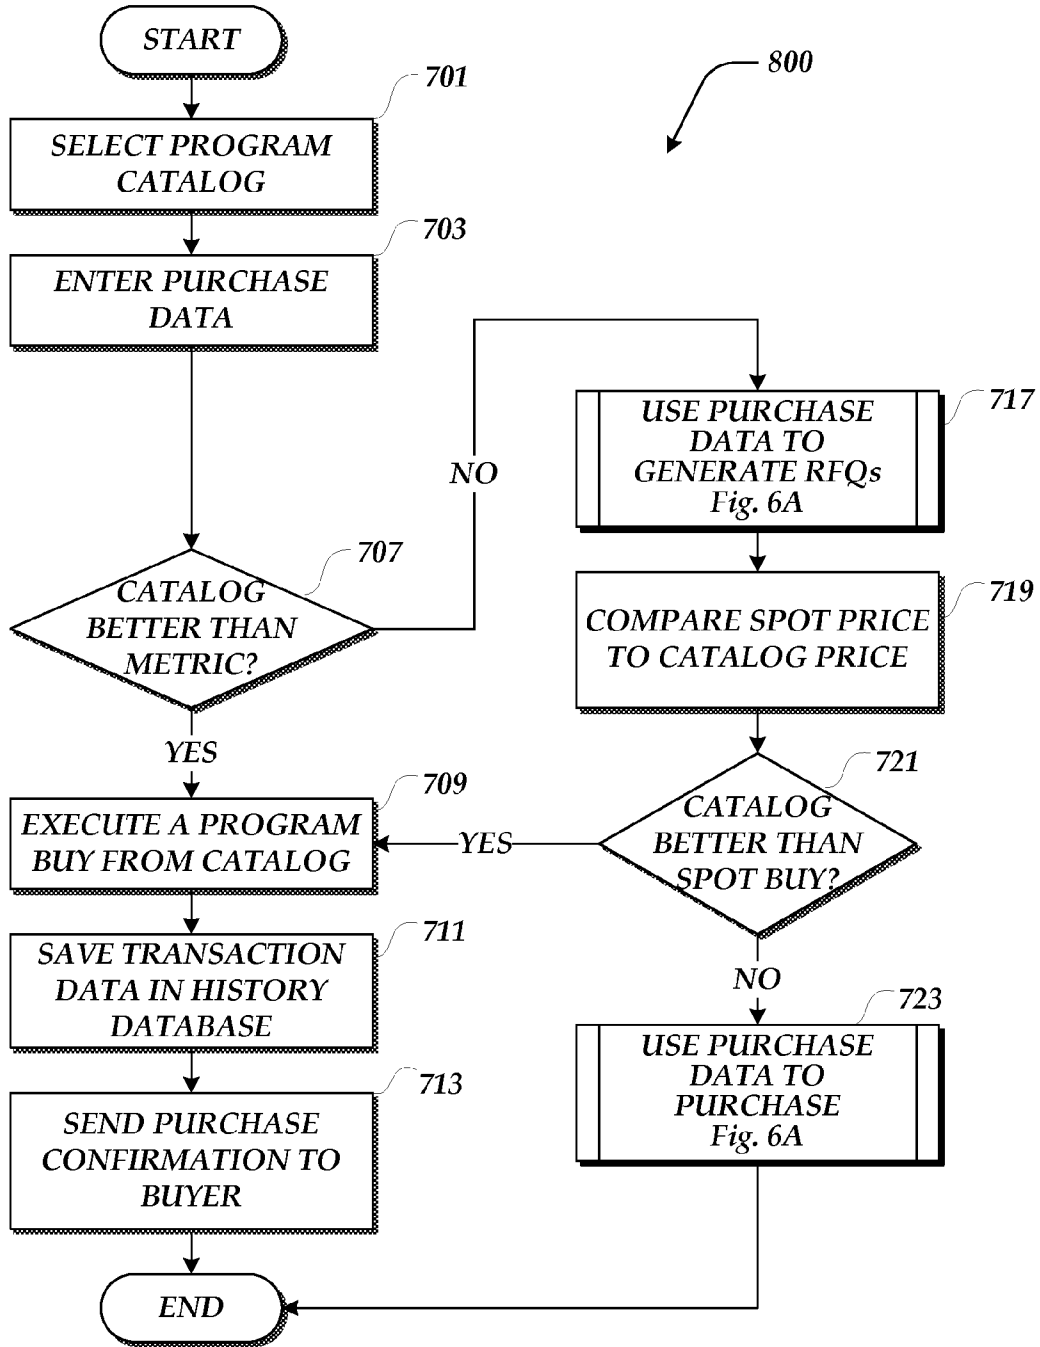 START
800
701
SELECT PROGRAM
CATALOG
703
ENTER PURCHASE
DATA
717
USE PURCHASE
DATA TO
GENERATE RFQs
Fig. 6A
NO
707
CATALOG
BETTER THAN
METRIC?
719
COMPARE SPOT PRICE
TO CATALOG PRICE
YES
721
CATALOG
BETTER THAN
SPOT BUY?
YES
709
EXECUTE A PROGRAM
BUY FROM CATALOG
711
SAVE TRANSACTION
DATA IN HISTORY
DATABASE
NO
723
USE PURCHASE
DATA TO
PURCHASE
Fig. 6A
713
SEND PURCHASE
CONFIRMATION TO
BUYER
END